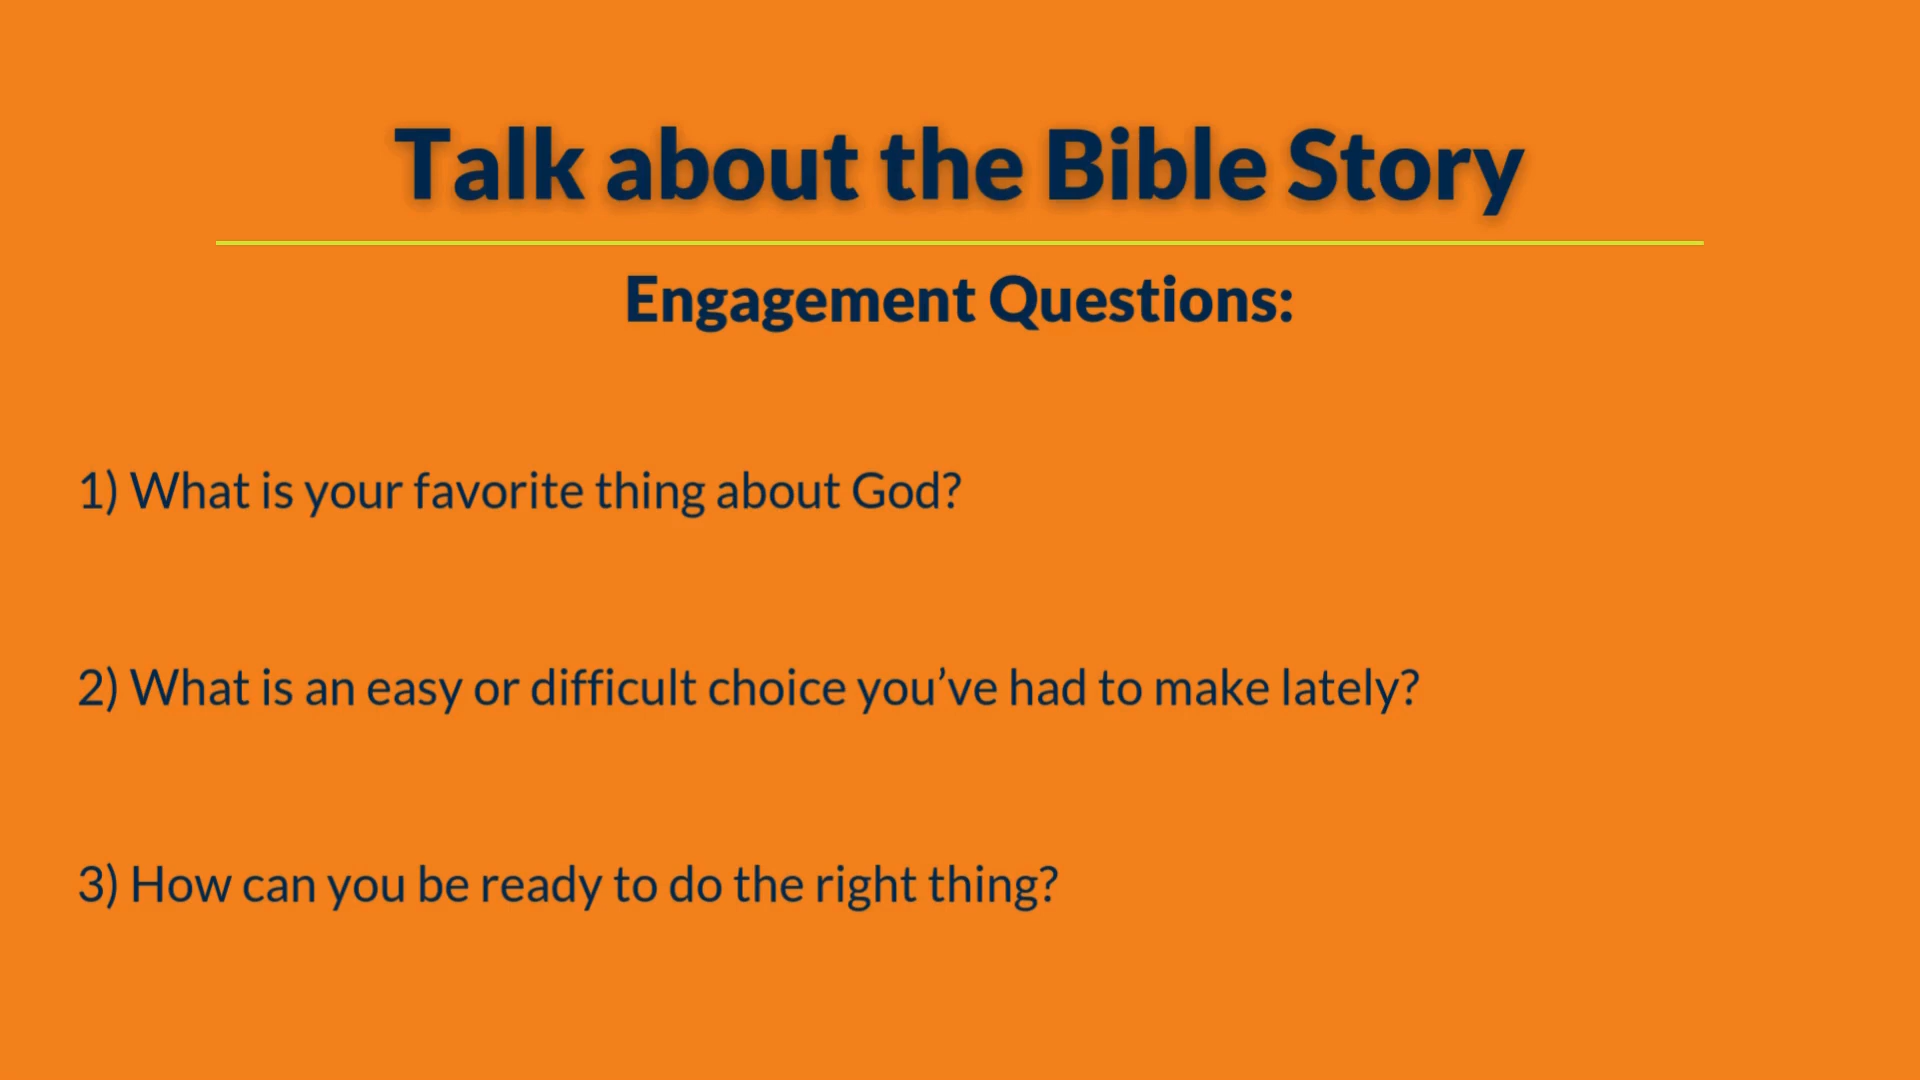 Talk about the Bible Story
Engagement Questions:
1) What is your favorite thing about God?
2) What is an easy or difficult choice you’ve had to make lately?
3) How can you be ready to do the right thing?